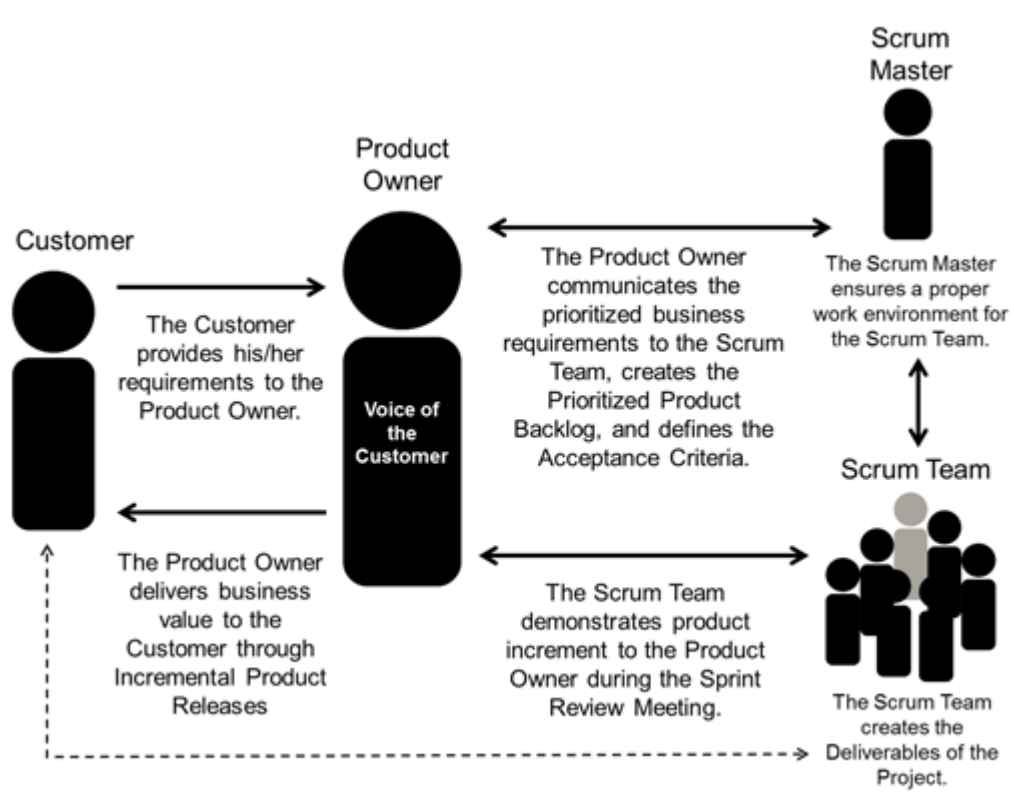 Scrum
Master
Product
Owner
Customer
The Customer
provides his/her
requirements to the
Product Owner.
Voice of
the
Customer
The Product Owner
communicates the
prioritized business
requirements to the Scrum
Team, creates the
Prioritized Product
Backlog, and defines the
Acceptance Criteria.
The Scrum Master
ensures a proper
work environment for
the Scrum Team.
Scrum Team
The Product Owner
delivers business
value to the
Customer through
Incremental Product
Releases
The Scrum Team
demonstrates product
increment to the Product
Owner during the Sprint
Review Meeting.
The Scrum Team
creates the
Deliverables of the
Project.